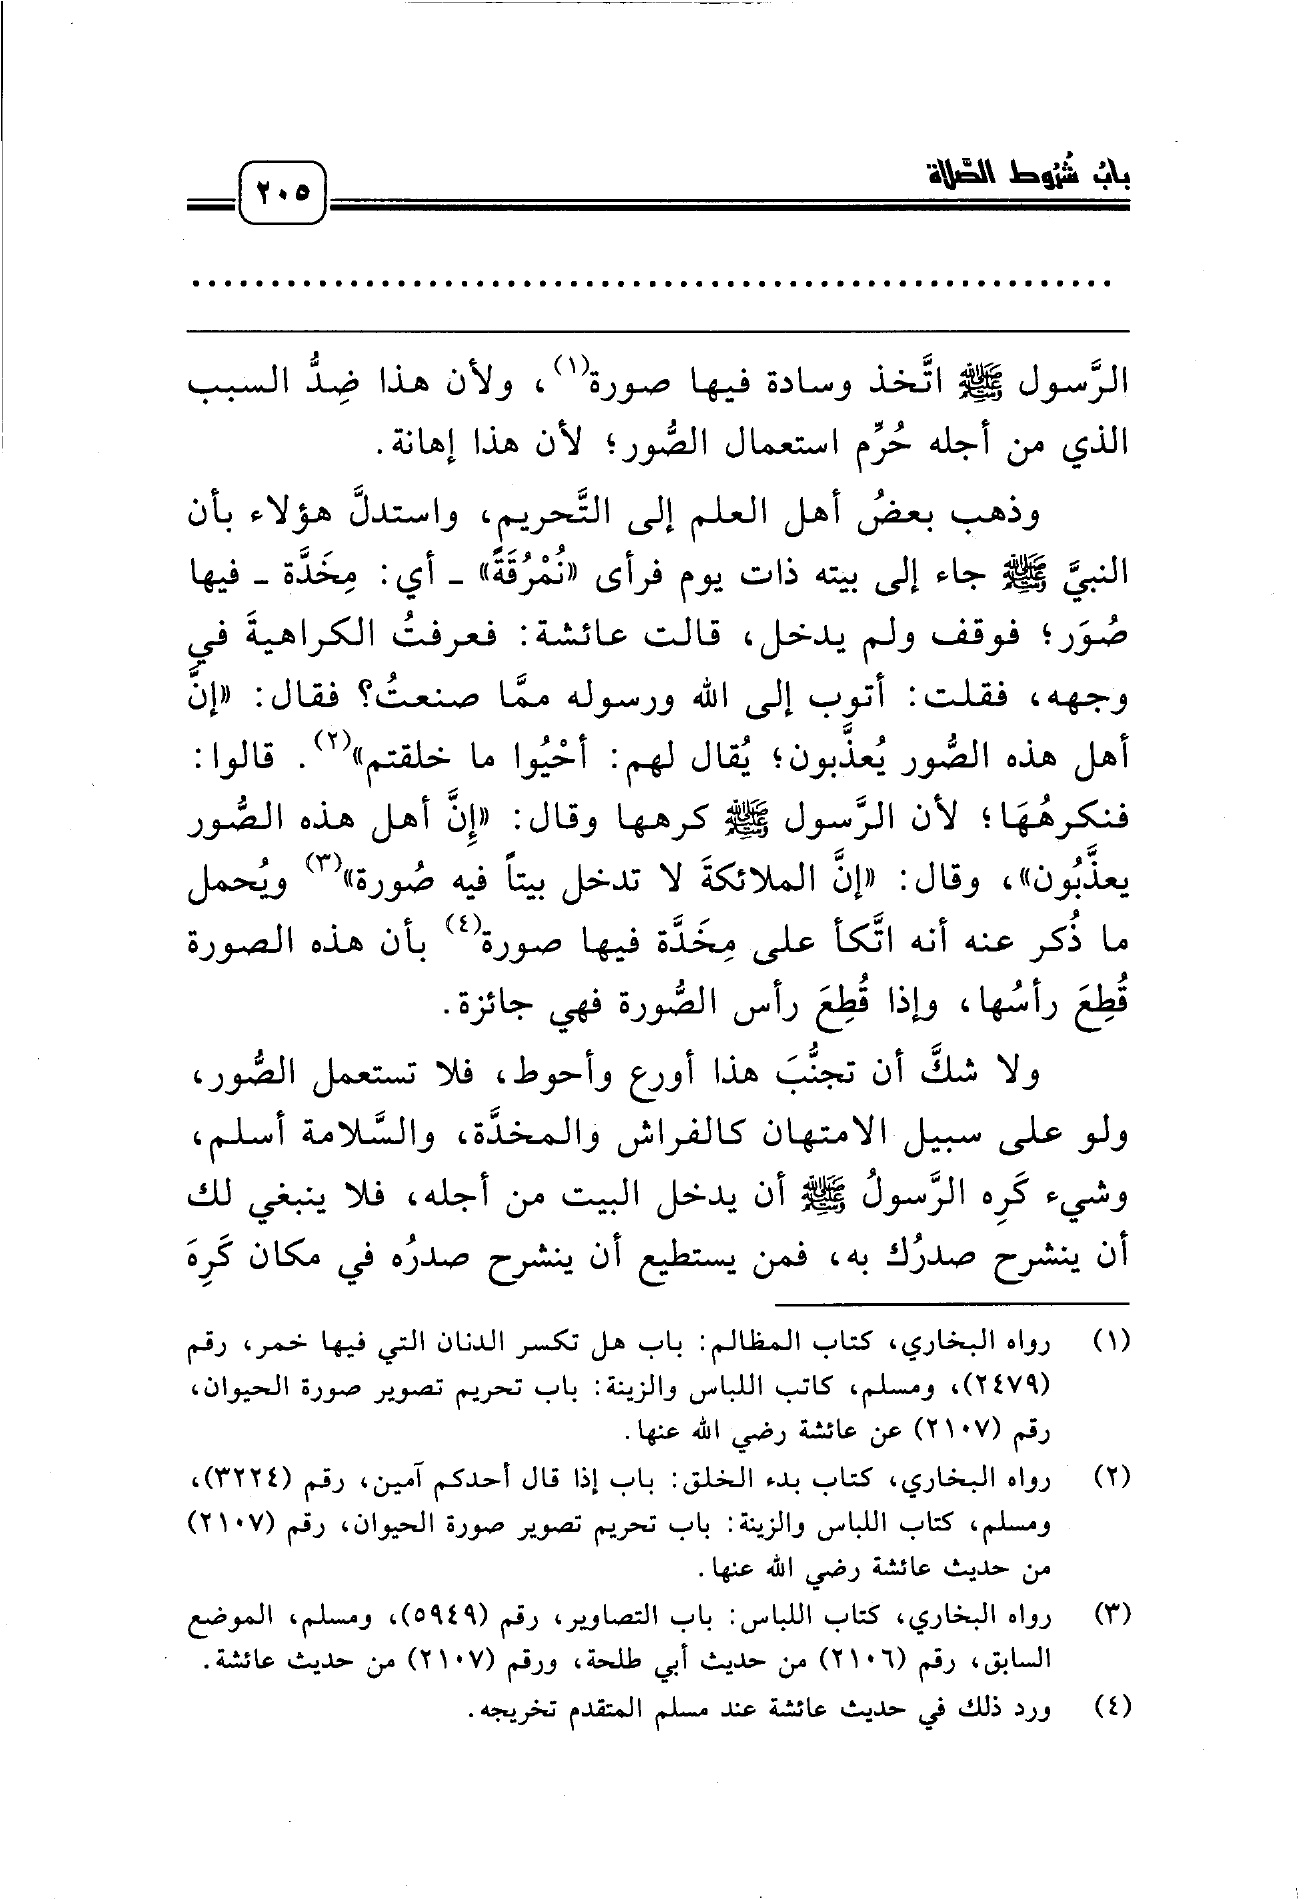 بابُ شُرُوط الصَّلاة
٢٠٥
الرَّسول ﷺ اتَّخذ وسادة فيها صورة(١)، ولأن هذا ضِدُّ السبب
الذي من أجله حُرِّم استعمال الصُّور؛ لأن هذا إهانة.
وذهب بعضُ أهل العلم إلى التَّحريم، واستدلَّ هؤلاء بأن
النبيَّ ﷺ جاء إلى بيته ذات يوم فرأى «نُمْرُقَةً» ـ أي: مِخَدَّة ـ فيها
صُوَر؛ فوقف ولم يدخل، قالت عائشة: فعرفتُ الكراهيةَ في
وجهه، فقلت: أتوب إلى الله ورسوله ممَّا صنعتُ؟ فقال: «إنَّ
أهل هذه الصُّور يُعذَّبون؛ يُقال لهم: أحْيُوا ما خلقتم»(٢). قالوا:
فنكرهُهَا؛ لأن الرَّسول ﷺ كرهها وقال: «إِنَّ أهل هذه الصُّور
يعذَّبُون»، وقال: «إنَّ الملائكةَ لا تدخل بيتاً فيه صُورة»(٣) ويُحمل
ما ذُكر عنه أنه اتَّكأ على مِخَدَّة فيها صورة(٤) بأن هذه الصورة
قُطِعَ رأسُها، وإذا قُطِعَ رأس الصُّورة فهي جائزة.
ولا شكَّ أن تجنُّبَ هذا أورع وأحوط، فلا تستعمل الصُّور،
ولو على سبيل الامتهان كالفراش والمخدَّة، والسَّلامة أسلم،
وشيء كَرِه الرَّسولُ ﷺ أن يدخل البيت من أجله، فلا ينبغي لك
أن ينشرح صدرُك به، فمن يستطيع أن ينشرح صدرُه في مكان كَرِهَ
(١) رواه البخاري، كتاب المظالم: باب هل تكسر الدنان التي فيها خمر، رقم
(٢٤٧٩)، ومسلم، كاتب اللباس والزينة: باب تحريم تصوير صورة الحيوان،
رقم (٢١٠٧) عن عائشة رضي الله عنها.
(٢) رواه البخاري، كتاب بدء الخلق: باب إذا قال أحدكم آمين، رقم (٣٢٢٤)،
ومسلم، كتاب اللباس والزينة: باب تحريم تصوير صورة الحيوان، رقم (٢١٠٧)
من حديث عائشة رضي الله عنها.
(٣) رواه البخاري، كتاب اللباس: باب التصاوير، رقم (٥٩٤٩)، ومسلم، الموضع
السابق، رقم (٢١٠٦) من حديث أبي طلحة، ورقم (٢١٠٧) من حديث عائشة.
(٤) ورد ذلك في حديث عائشة عند مسلم المتقدم تخريجه.